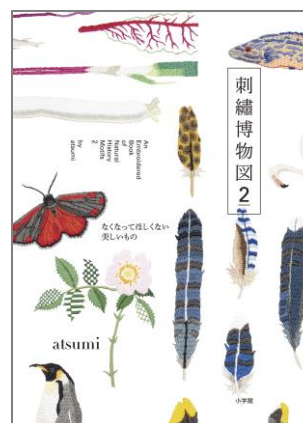 刺繍博物図2
An
Embroidered
Book
of
Natural
History
Motifs
2
by
atsumi
なくなってほしくない
美しいもの
atsumi
小学館